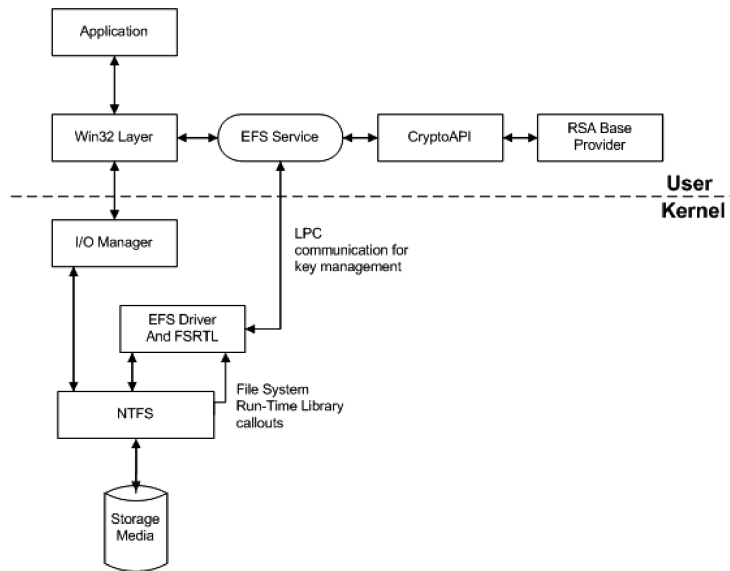 Application
Win32 Layer
EFS Service
CryptoAPI
RSA Base
Provider
User
Kernel
I/O Manager
LPC
communication for
key management
EFS Driver
And FSRTL
File System
Run-Time Library
callouts
NTFS
Storage
Media